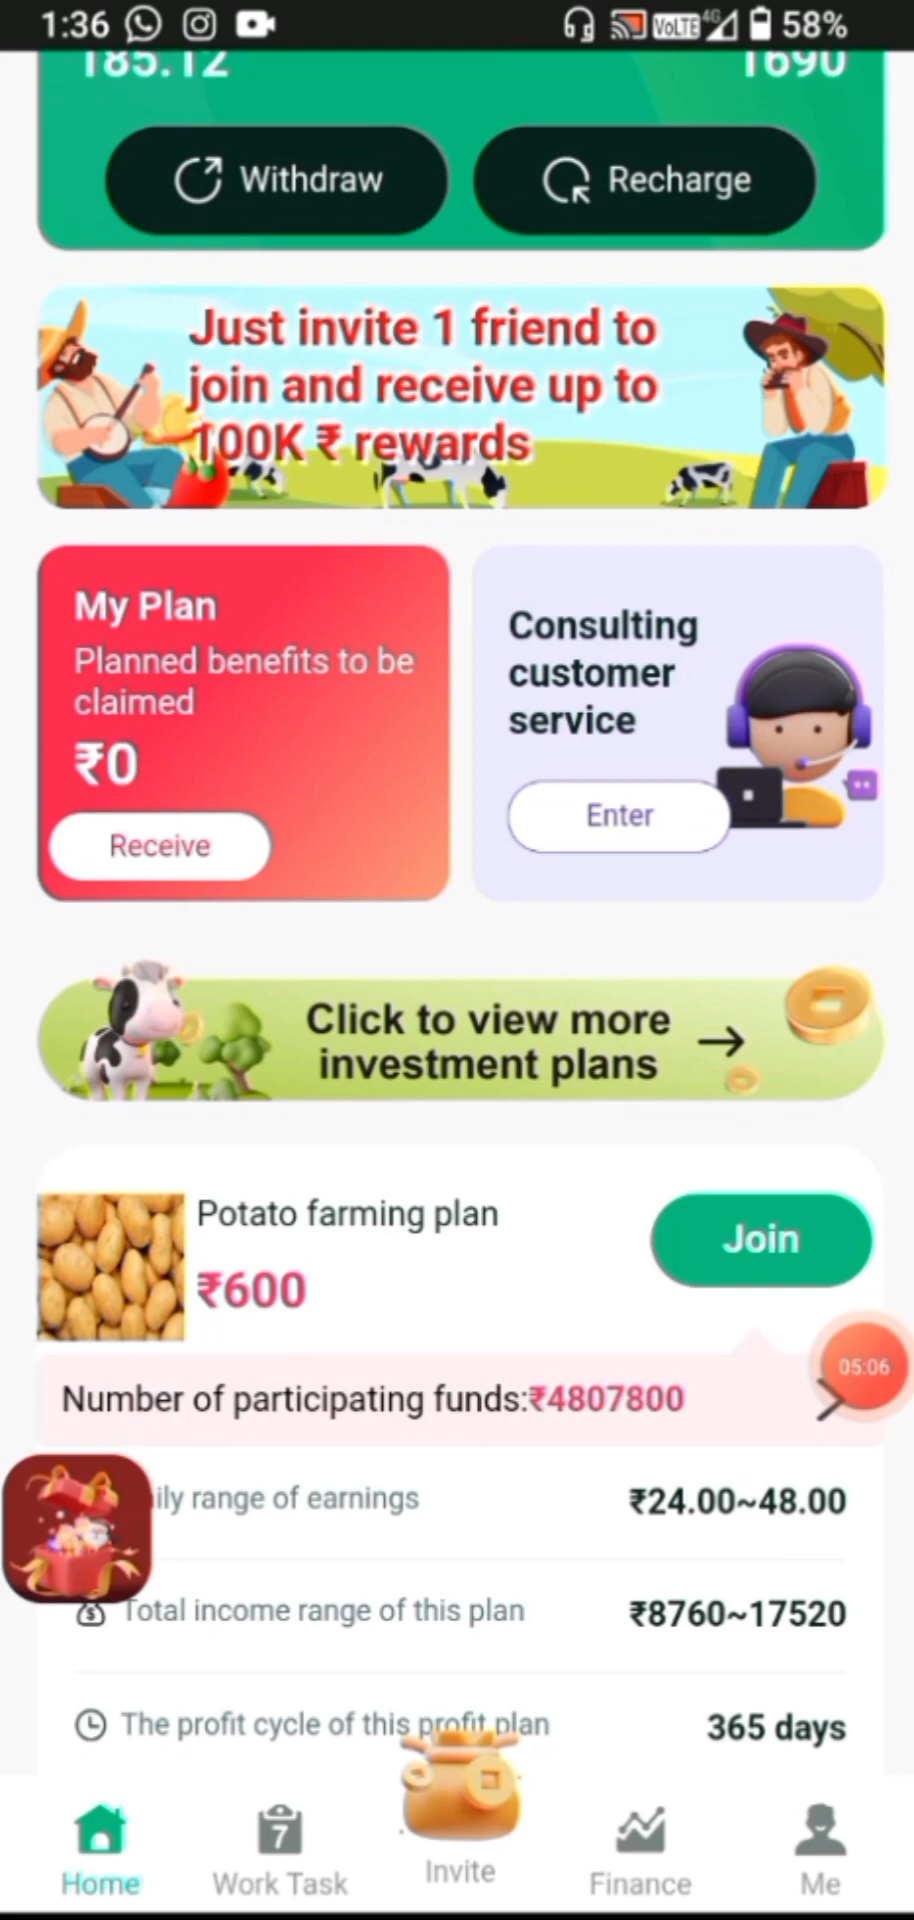 1:36
VoLTE 4G 58%
185.12 1690
Withdraw Recharge
Just invite 1 friend to
join and receive up to
100K ₹ rewards
My Plan
Planned benefits to be
claimed
₹0
Receive
Consulting
customer
service
Enter
Click to view more
investment plans
Potato farming plan
₹600
Join
05:06
Number of participating funds:₹4807800
ily range of earnings ₹24.00~48.00
Total income range of this plan ₹8760~17520
The profit cycle of this profit plan 365 days
7
Home Work Task Invite Finance Me